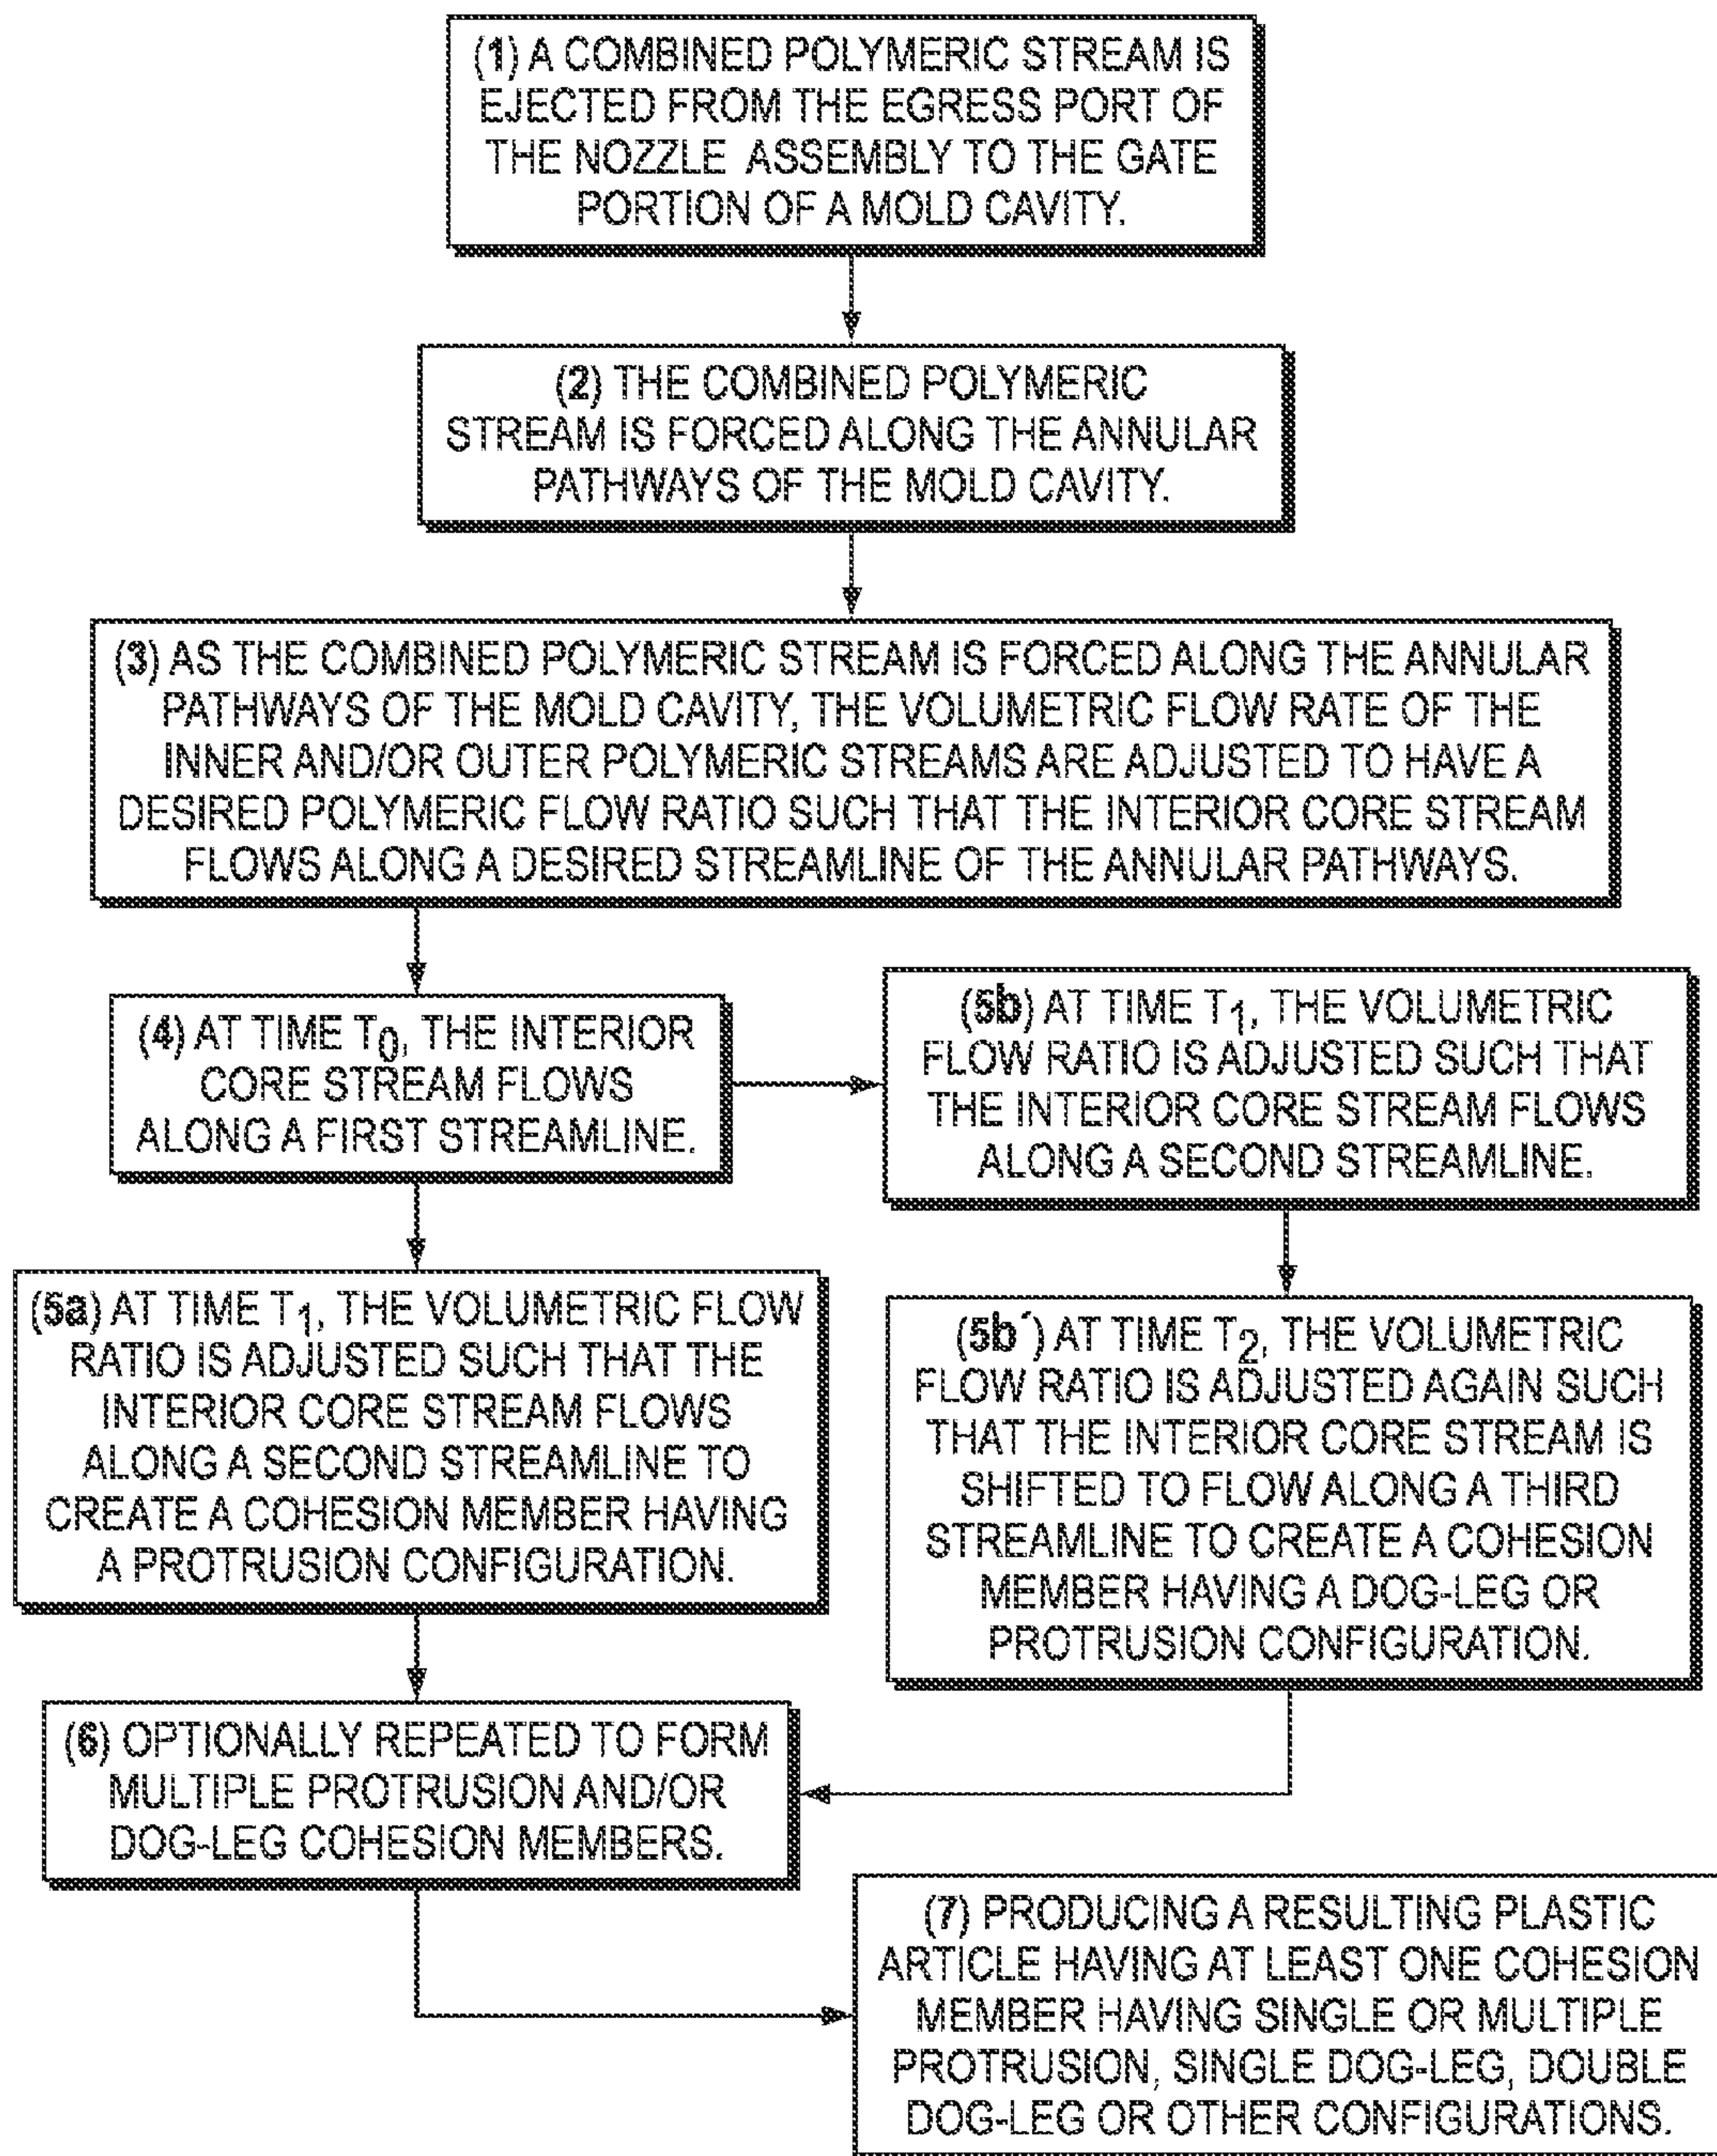 (1) A COMBINED POLYMERIC STREAM IS
EJECTED FROM THE EGRESS PORT OF
THE NOZZLE ASSEMBLY TO THE GATE
PORTION OF A MOLD CAVITY.
(2) THE COMBINED POLYMERIC
STREAM IS FORCED ALONG THE ANNULAR
PATHWAYS OF THE MOLD CAVITY.
(3) AS THE COMBINED POLYMERIC STREAM IS FORCED ALONG THE ANNULAR
PATHWAYS OF THE MOLD CAVITY, THE VOLUMETRIC FLOW RATE OF THE
INNER AND/OR OUTER POLYMERIC STREAMS ARE ADJUSTED TO HAVE A
DESIRED POLYMERIC FLOW RATIO SUCH THAT THE INTERIOR CORE STREAM
FLOWS ALONG A DESIRED STREAMLINE OF THE ANNULAR PATHWAYS.
(4) AT TIME T0, THE INTERIOR
CORE STREAM FLOWS
ALONG A FIRST STREAMLINE.
(5a) AT TIME T1, THE VOLUMETRIC FLOW
RATIO IS ADJUSTED SUCH THAT THE
INTERIOR CORE STREAM FLOWS
ALONG A SECOND STREAMLINE TO
CREATE A COHESION MEMBER HAVING
A PROTRUSION CONFIGURATION.
(5b) AT TIME T1, THE VOLUMETRIC
FLOW RATIO IS ADJUSTED SUCH THAT
THE INTERIOR CORE STREAM FLOWS
ALONG A SECOND STREAMLINE.
(5b´) AT TIME T2, THE VOLUMETRIC
FLOW RATIO IS ADJUSTED AGAIN SUCH
THAT THE INTERIOR CORE STREAM IS
SHIFTED TO FLOW ALONG A THIRD
STREAMLINE TO CREATE A COHESION
MEMBER HAVING A DOG-LEG OR
PROTRUSION CONFIGURATION.
(6) OPTIONALLY REPEATED TO FORM
MULTIPLE PROTRUSION AND/OR
DOG-LEG COHESION MEMBERS.
(7) PRODUCING A RESULTING PLASTIC
ARTICLE HAVING AT LEAST ONE COHESION
MEMBER HAVING SINGLE OR MULTIPLE
PROTRUSION, SINGLE DOG-LEG, DOUBLE
DOG-LEG OR OTHER CONFIGURATIONS.